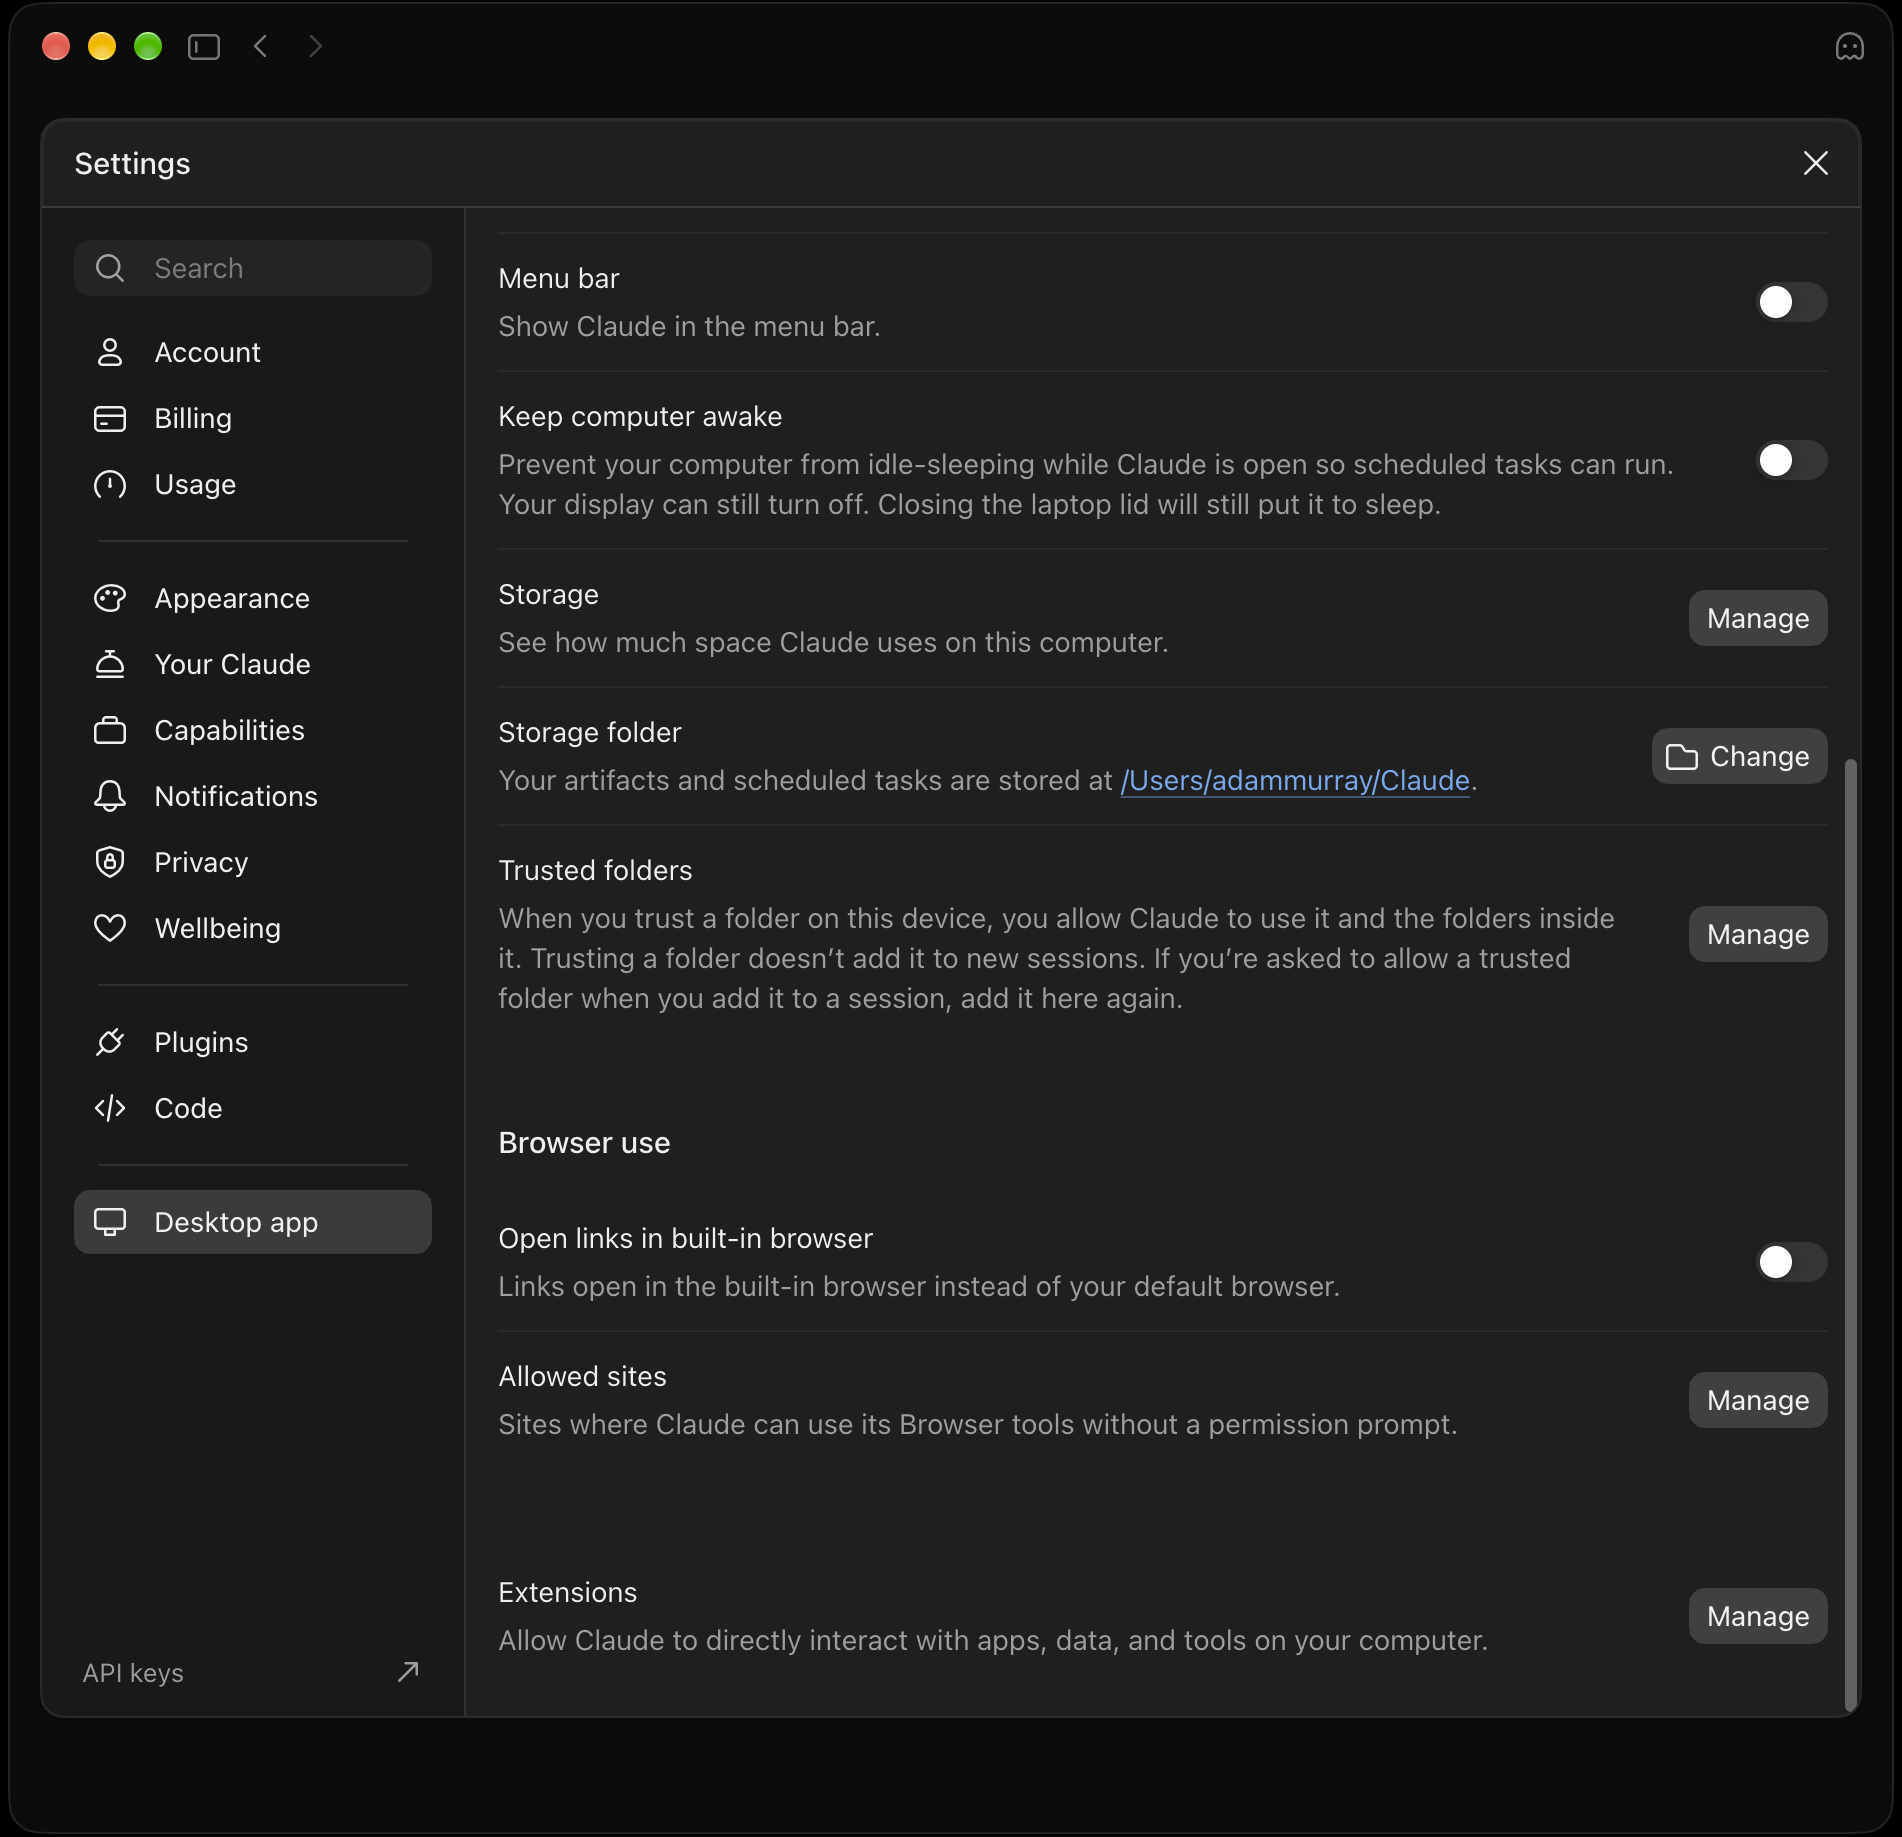 Settings
Search
Account
Billing
Usage
Appearance
Your Claude
Capabilities
Notifications
Privacy
Wellbeing
Plugins
Code
Desktop app
API keys
Menu bar
Show Claude in the menu bar.
Keep computer awake
Prevent your computer from idle-sleeping while Claude is open so scheduled tasks can run.
Your display can still turn off. Closing the laptop lid will still put it to sleep.
Storage
See how much space Claude uses on this computer.
Manage
Storage folder
Your artifacts and scheduled tasks are stored at /Users/adammurray/Claude.
Change
Trusted folders
When you trust a folder on this device, you allow Claude to use it and the folders inside
it. Trusting a folder doesn’t add it to new sessions. If you’re asked to allow a trusted
folder when you add it to a session, add it here again.
Manage
Browser use
Open links in built-in browser
Links open in the built-in browser instead of your default browser.
Allowed sites
Sites where Claude can use its Browser tools without a permission prompt.
Manage
Extensions
Allow Claude to directly interact with apps, data, and tools on your computer.
Manage